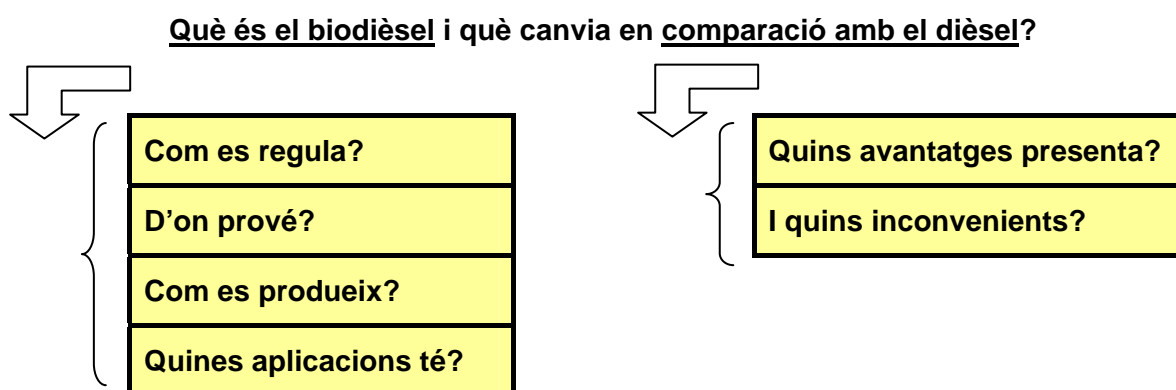 Què és el biodièsel i què canvia en comparació amb el dièsel?
Com es regula?
D’on prové?
Com es produeix?
Quines aplicacions té?
Quins avantatges presenta?
I quins inconvenients?